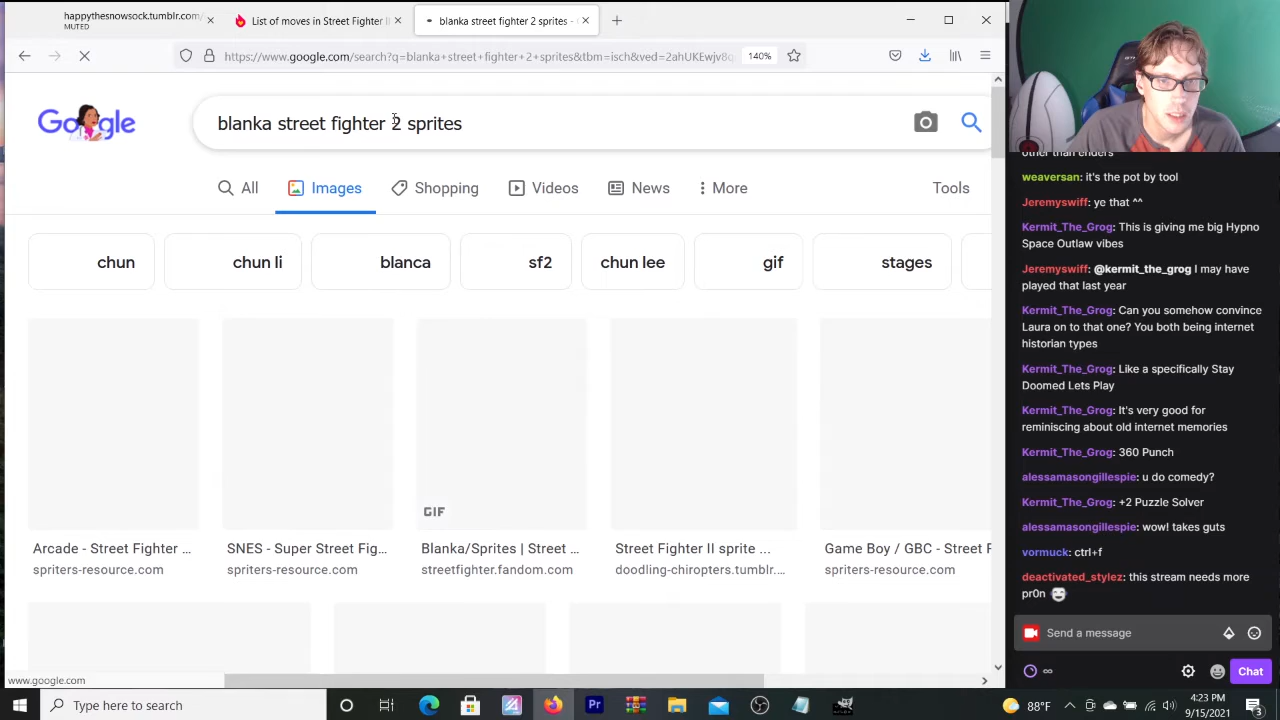 happythesnowsock.tumblr.com/
MUTED
List of moves in Street Fighter I
blanka street fighter 2 sprites -
https://www.google.com/search?q=blanka+street+fighter+2+sprites&tbm=isch&ved=2ahUKEwjv8q
140%
Google
blanka street fighter 2 sprites
All
Images
Shopping
Videos
News
More
Tools
chun
chun li
blanca
sf2
chun lee
gif
stages
GIF
Arcade - Street Fighter ...
spriters-resource.com
SNES - Super Street Fig...
spriters-resource.com
Blanka/Sprites | Street ...
streetfighter.fandom.com
Street Fighter II sprite ...
doodling-chiropters.tumblr....
Game Boy / GBC - Street F
spriters-resource.com
www.google.com
other than enders
weaversan: it's the pot by tool
Jeremyswiff: ye that ^^
Kermit_The_Grog: This is giving me big Hypno
Space Outlaw vibes
Jeremyswiff: @kermit_the_grog I may have
played that last year
Kermit_The_Grog: Can you somehow convince
Laura on to that one? You both being internet
historian types
Kermit_The_Grog: Like a specifically Stay
Doomed Lets Play
Kermit_The_Grog: It's very good for
reminiscing about old internet memories
Kermit_The_Grog: 360 Punch
alessamasongillespie: u do comedy?
Kermit_The_Grog: +2 Puzzle Solver
alessamasongillespie: wow! takes guts
vormuck: ctrl+f
deactivated_stylez: this stream needs more
pr0n
Send a message
∞
Chat
Type here to search
Pr
88°F
4:23 PM
9/15/2021
3